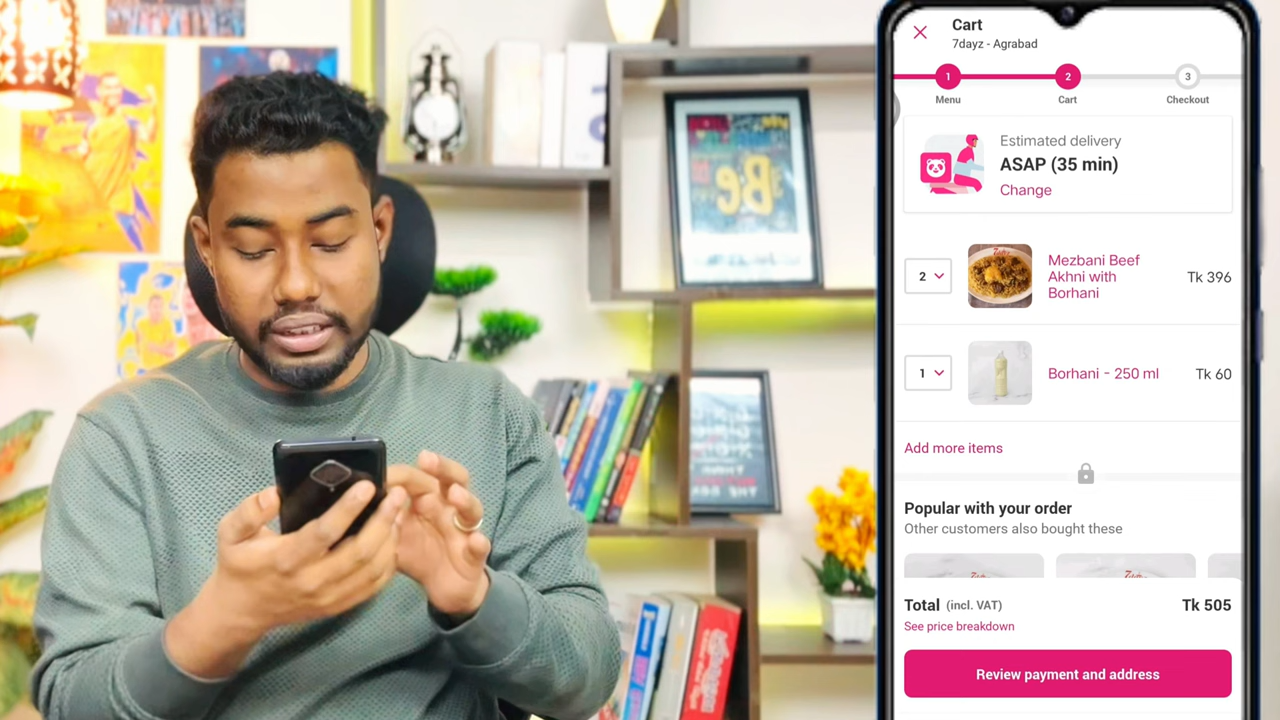 Be
Cart
7dayz - Agrabad
1
2
3
Menu
Cart
Checkout
Estimated delivery
ASAP (35 min)
Change
2
Mezbani Beef
Akhni with
Borhani
Tk 396
1
Borhani - 250 ml
Tk 60
Add more items
Popular with your order
Other customers also bought these
Total (incl. VAT)
Tk 505
See price breakdown
Review payment and address